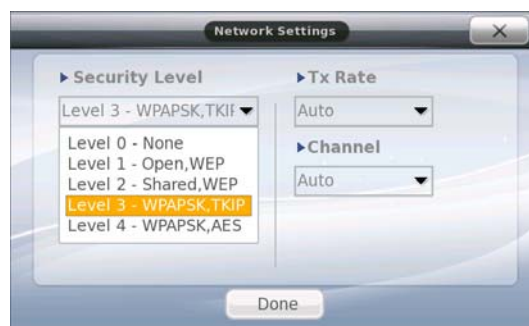 Network Settings
Security Level
Level 3 - WPAPSK,TKIP
Level 0 - None
Level 1 - Open,WEP
Level 2 - Shared,WEP
Level 3 - WPAPSK,TKIP
Level 4 - WPAPSK,AES
Tx Rate
Auto
Channel
Auto
Done